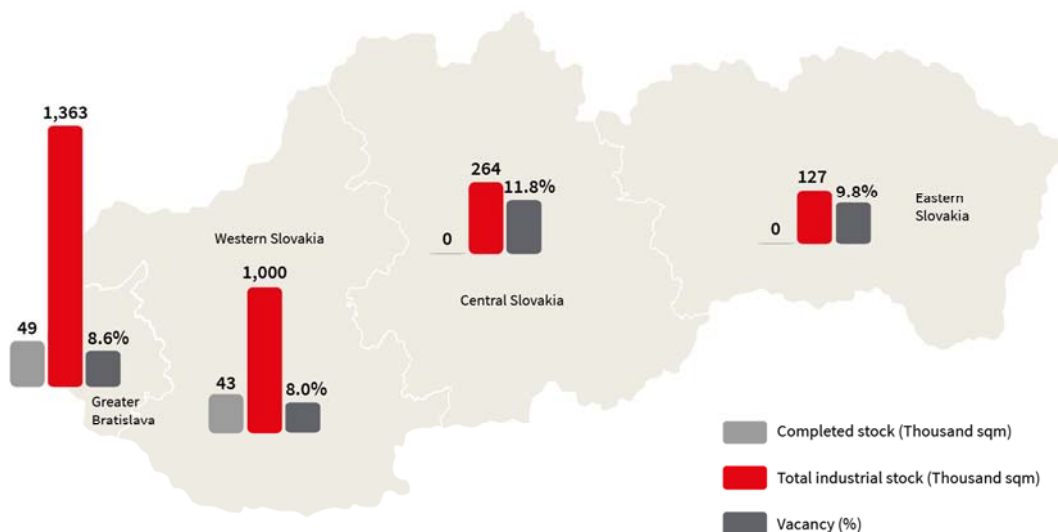 1,363
49
8.6%
Greater
Bratislava
Western Slovakia
1,000
43
8.0%
264
11.8%
0
Central Slovakia
127
9.8%
0
Eastern
Slovakia
Completed stock (Thousand sqm)
Total industrial stock (Thousand sqm)
Vacancy (%)